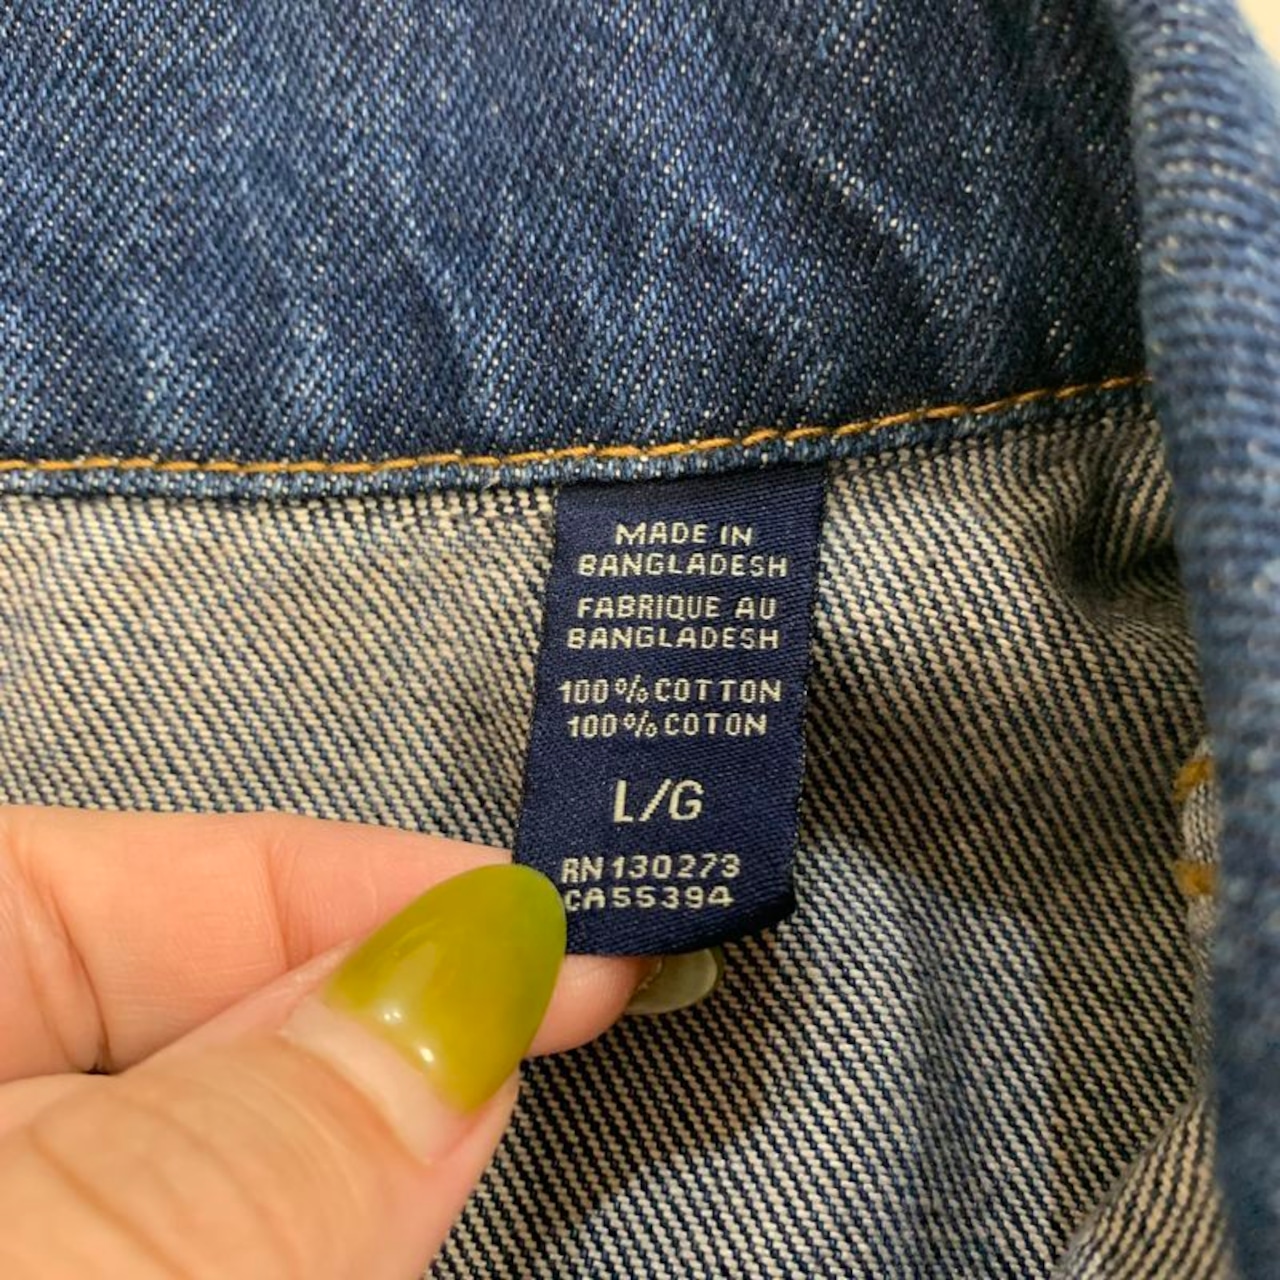 MADE IN
BANGLADESH
FABRIQUE AU
BANGLADESH
100% COTTON
100% COTON
L/G
RN 130273
CA55394